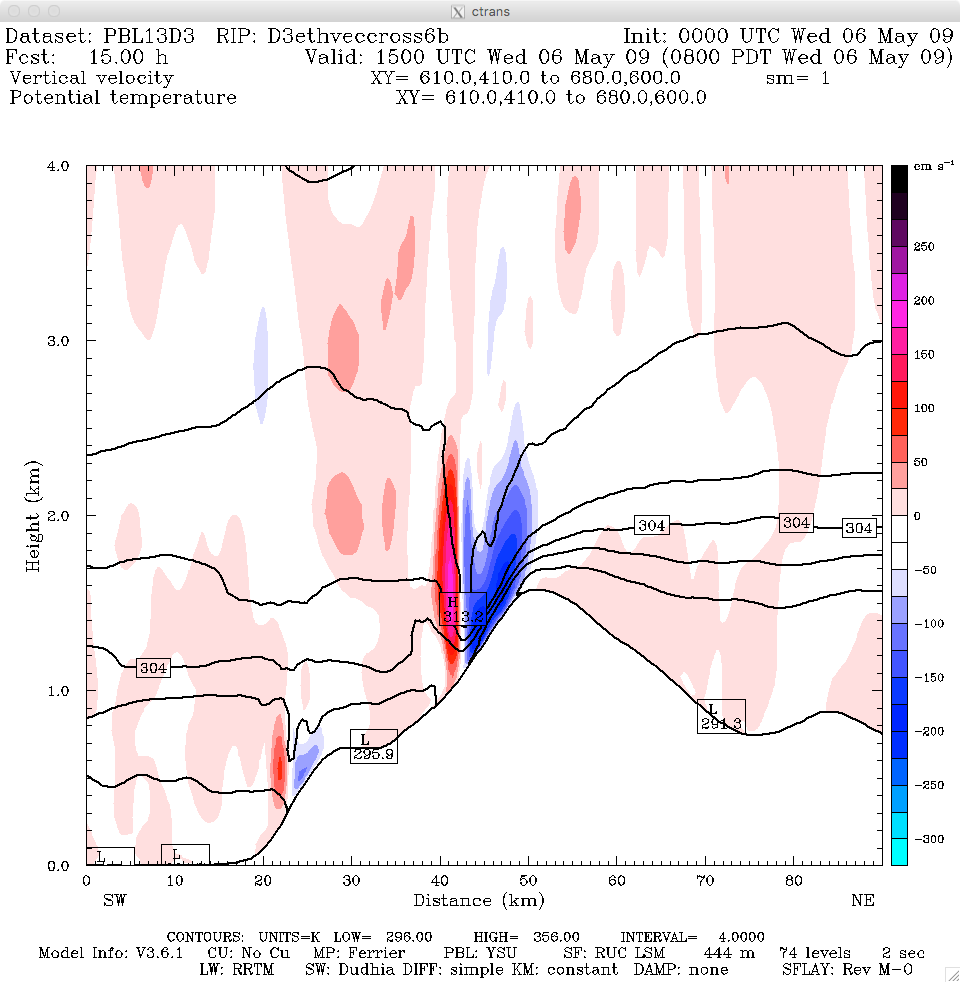 ctrans
Dataset: PBL13D3 RIP: D3ethveccross6b Init: 0000 UTC Wed 06 May 09
Fcst: 15.00 h Valid: 1500 UTC Wed 06 May 09 (0800 PDT Wed 06 May 09)
Vertical velocity XY= 610.0,410.0 to 680.0,600.0 sm= 1
Potential temperature XY= 610.0,410.0 to 680.0,600.0
4.0
3.0
2.0
1.0
0.0
Height (km)
cm s⁻¹
250
200
150
100
50
0
-50
-100
-150
-200
-250
-300
304
304
304
304
H
313.2
L
291.3
L
295.9
L
L
0 10 20 30 40 50 60 70 80
SW Distance (km) NE
CONTOURS: UNITS=K LOW= 296.00 HIGH= 356.00 INTERVAL= 4.0000
Model Info: V3.6.1 CU: No Cu MP: Ferrier PBL: YSU SF: RUC LSM 444 m 74 levels 2 sec
LW: RRTM SW: Dudhia DIFF: simple KM: constant DAMP: none SFLAY: Rev M-O